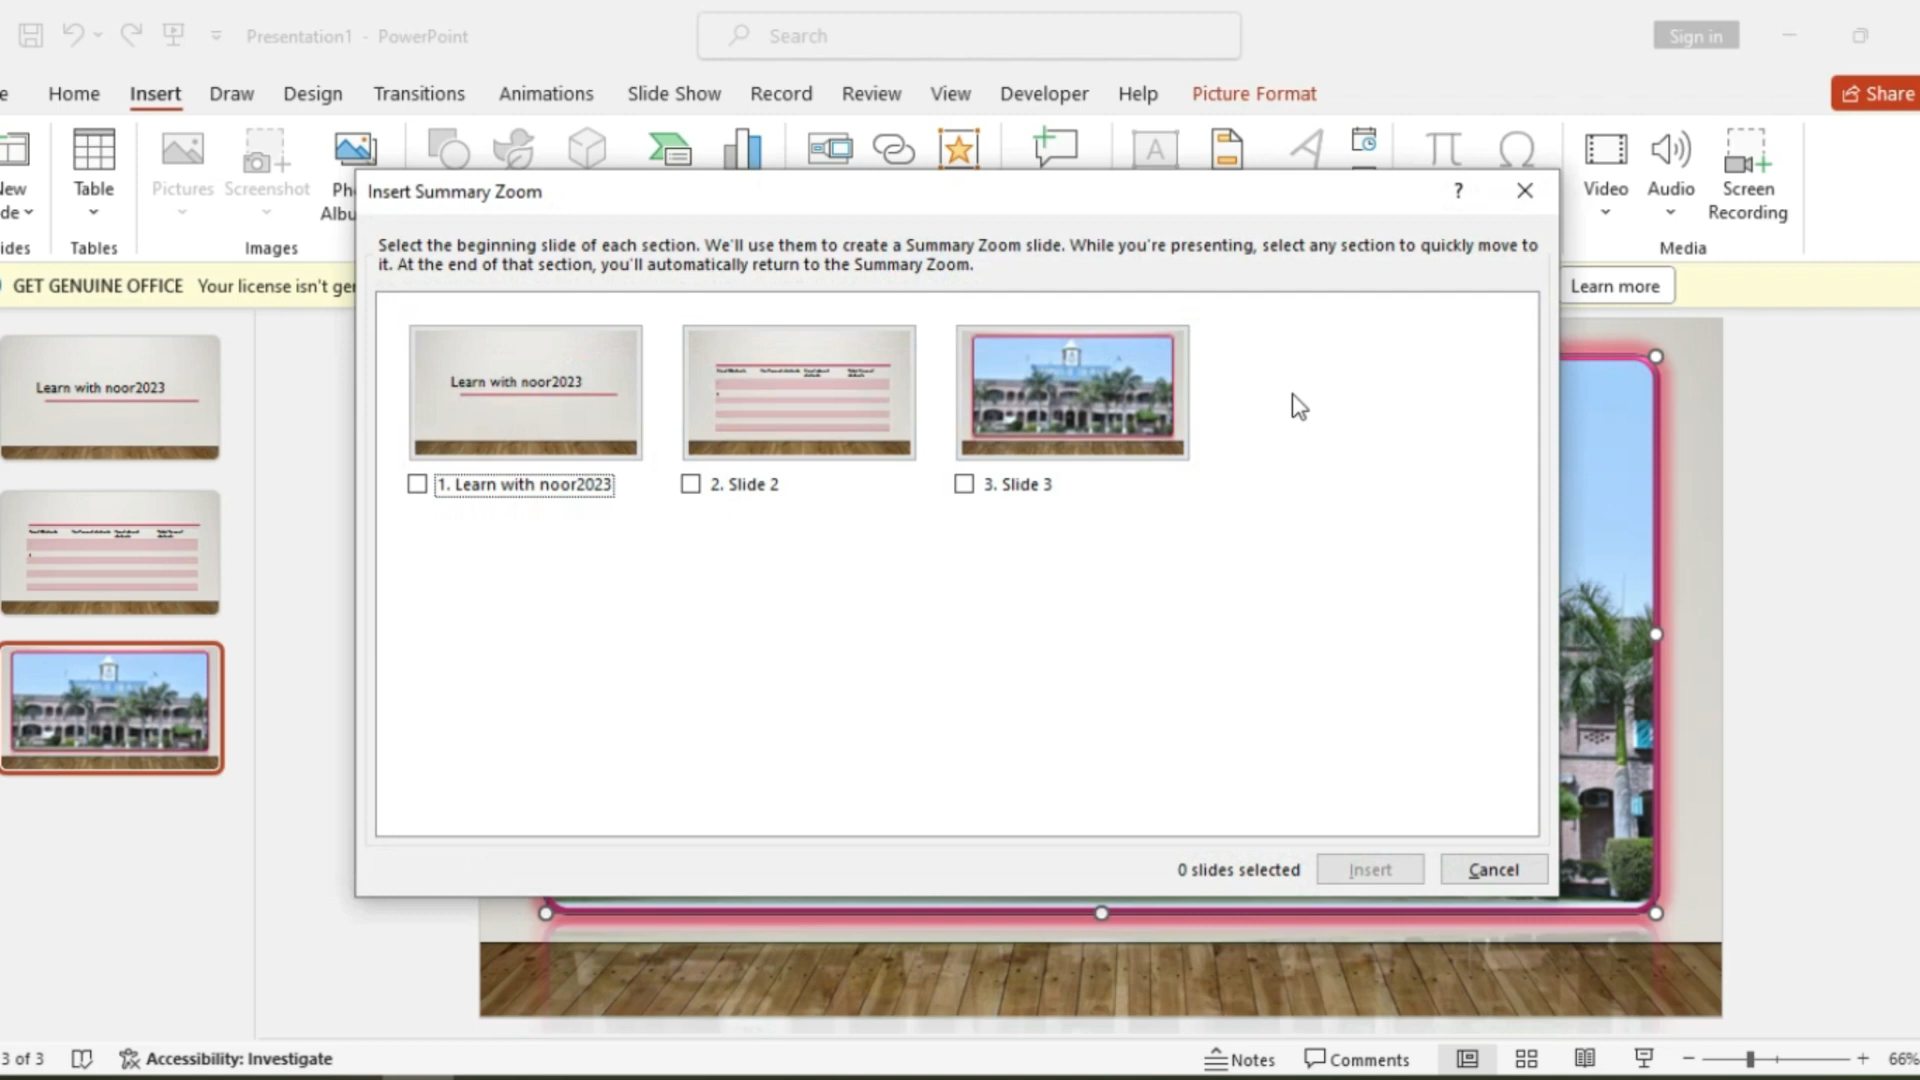 Presentation1 - PowerPoint
Search
Sign in
Home Insert Draw Design Transitions Animations Slide Show Record Review View Developer Help Picture Format
Share
Table
Pictures
Screenshot
Video
Audio
Screen
Recording
Tables
Images
Media
GET GENUINE OFFICE Your license isn't
Learn more
Insert Summary Zoom
?
Select the beginning slide of each section. We'll use them to create a Summary Zoom slide. While you're presenting, select any section to quickly move to
it. At the end of that section, you'll automatically return to the Summary Zoom.
Learn with noor2023
1. Learn with noor2023
2. Slide 2
3. Slide 3
0 slides selected
Insert
Cancel
Learn with noor2023
3 of 3
Accessibility: Investigate
Notes
Comments
66%